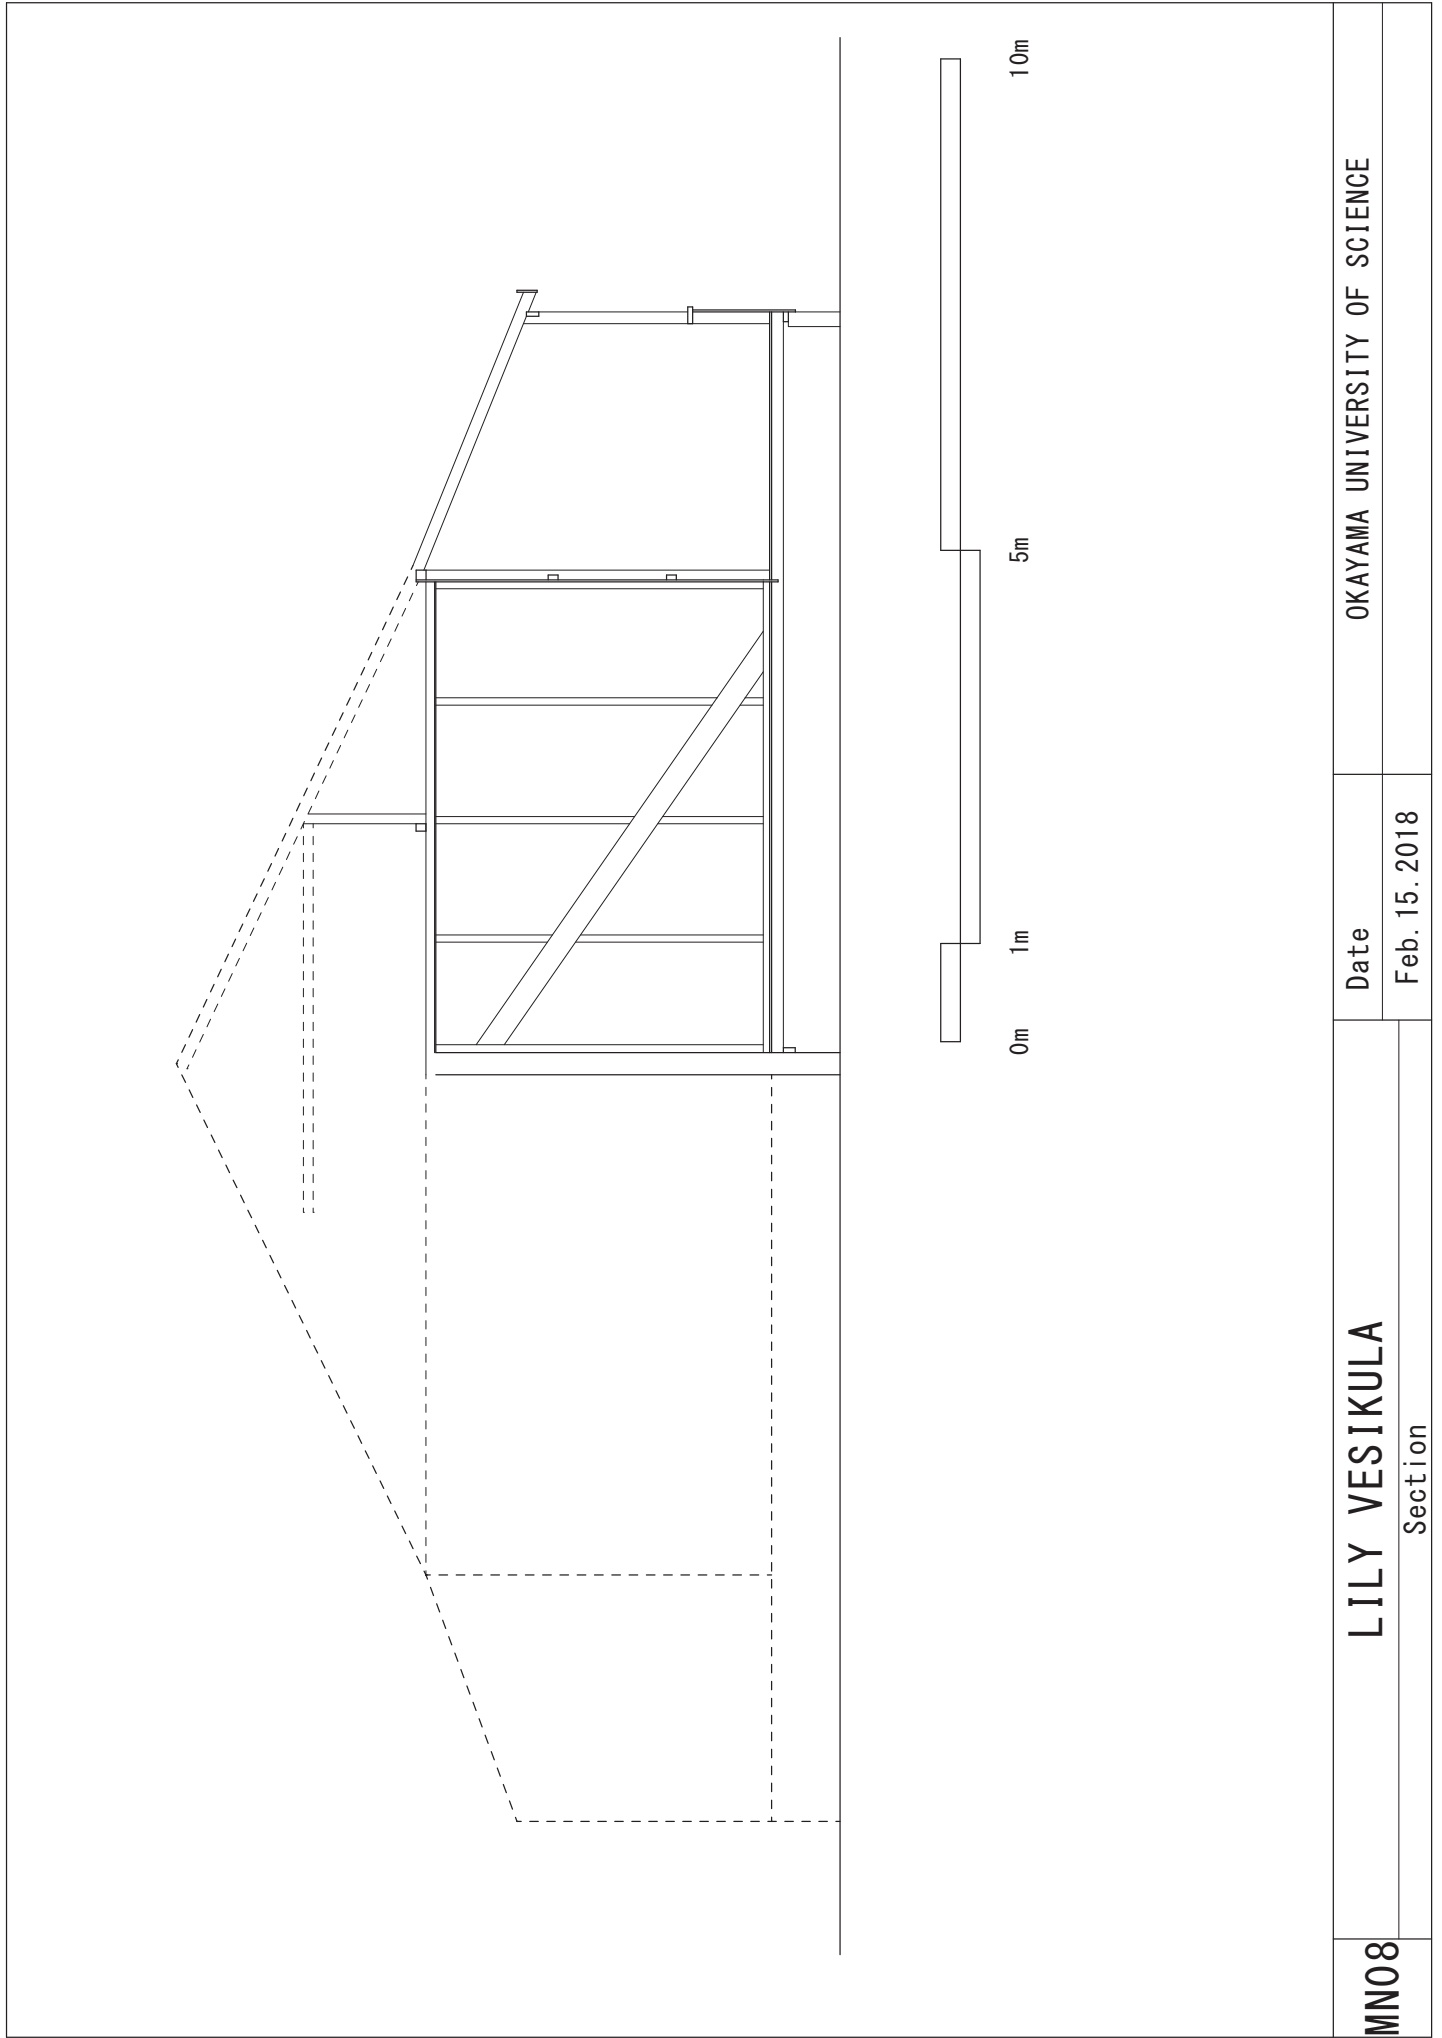 0m 1m 5m 10m
MN08
LILY VESIKULA
Section
Date
Feb. 15. 2018
OKAYAMA UNIVERSITY OF SCIENCE